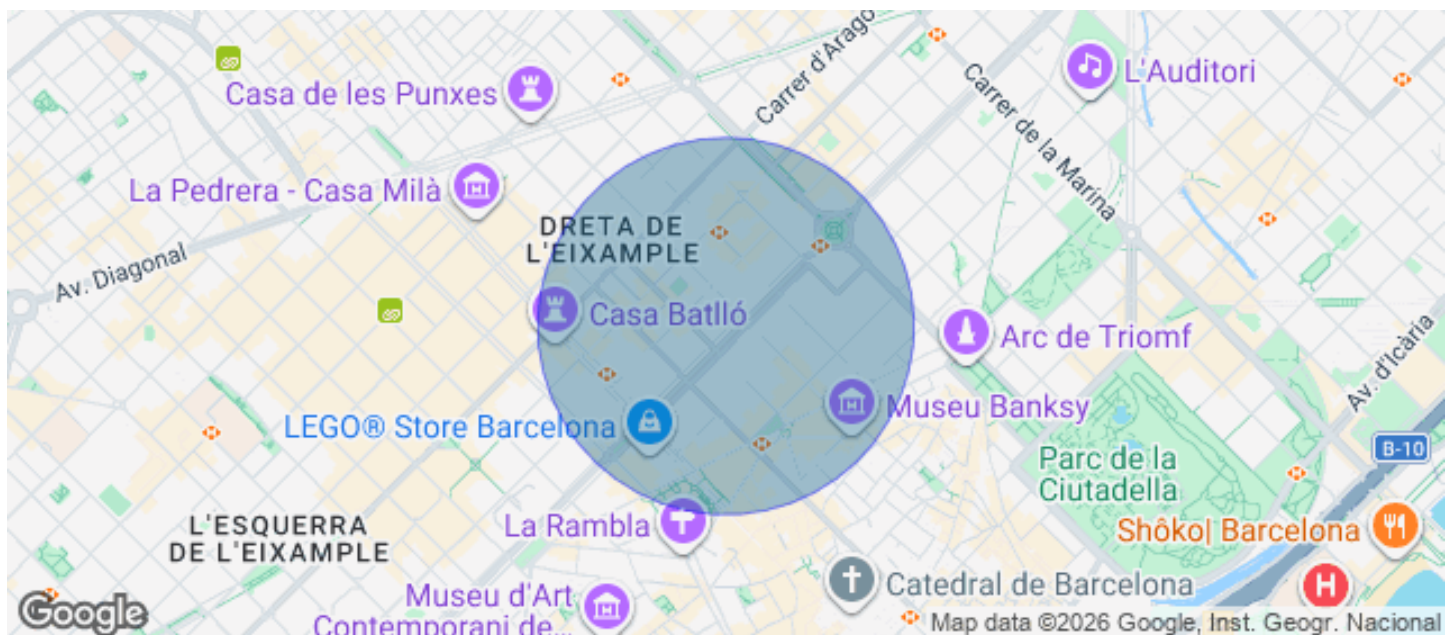 Casa de les Punxes
Carrer d'Arago
L'Auditori
Carrer de la Marina
La Pedrera - Casa Milà
DRETA DE
L'EIXAMPLE
Av. Diagonal
Casa Batlló
Arc de Triomf
Av. d'Icària
LEGO® Store Barcelona
Museu Banksy
B-10
Parc de la
Ciutadella
L'ESQUERRA
DE L'EIXAMPLE
La Rambla
Shôko| Barcelona
Catedral de Barcelona
Museu d'Art
Contemporani de...
H
Google
Map data ©2026 Google, Inst. Geogr. Nacional